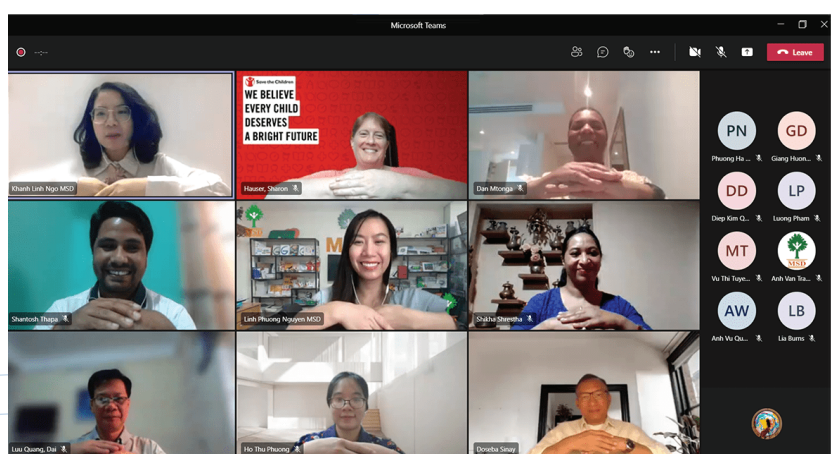 Microsoft Teams
--:--
Leave
Save the Children
WE BELIEVE
EVERY CHILD
DESERVES
A BRIGHT FUTURE
Khanh Linh Ngo MSD
Hauser, Sharon
Dan Mtonga
PN
GD
Phuong Ha ...
Giang Huon...
DD
LP
Diep Kim Q...
Luong Pham
Shantosh Thapa
Linh Phuong Nguyen MSD
Shikha Shrestha
MT
MSD
Vu Thi Tuye...
Anh Van Tra...
AW
LB
Anh Vu Qu...
Lia Burns
Luu Quang, Dai
Ho Thu Phuong
Doseba Sinay